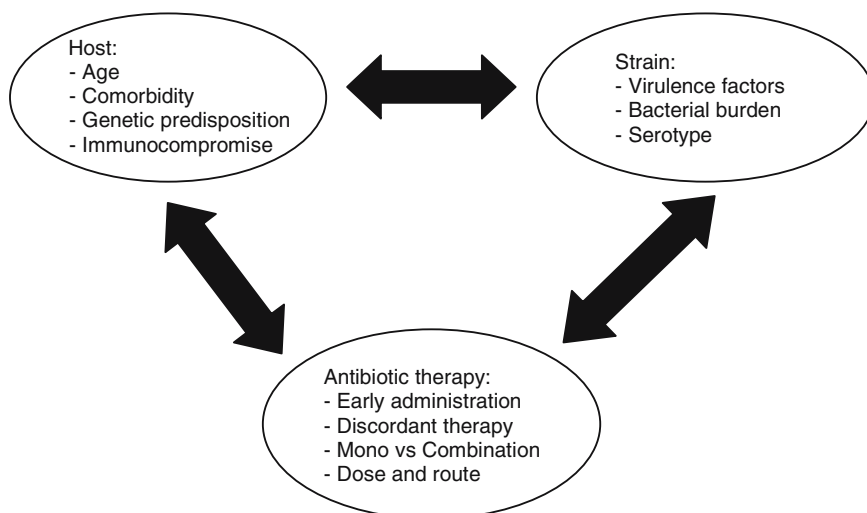 Host:
- Age
- Comorbidity
- Genetic predisposition
- Immunocompromise
Strain:
- Virulence factors
- Bacterial burden
- Serotype
Antibiotic therapy:
- Early administration
- Discordant therapy
- Mono vs Combination
- Dose and route